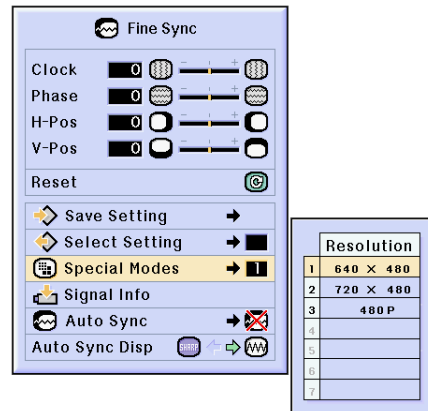 Fine Sync
Clock 0 - +
Phase 0 - +
H-Pos 0 - +
V-Pos 0 - +
Reset
Save Setting
Select Setting
Special Modes 1
Signal Info
Auto Sync
Auto Sync Disp SHARP
Resolution
1 640 × 480
2 720 × 480
3 480P
4
5
6
7